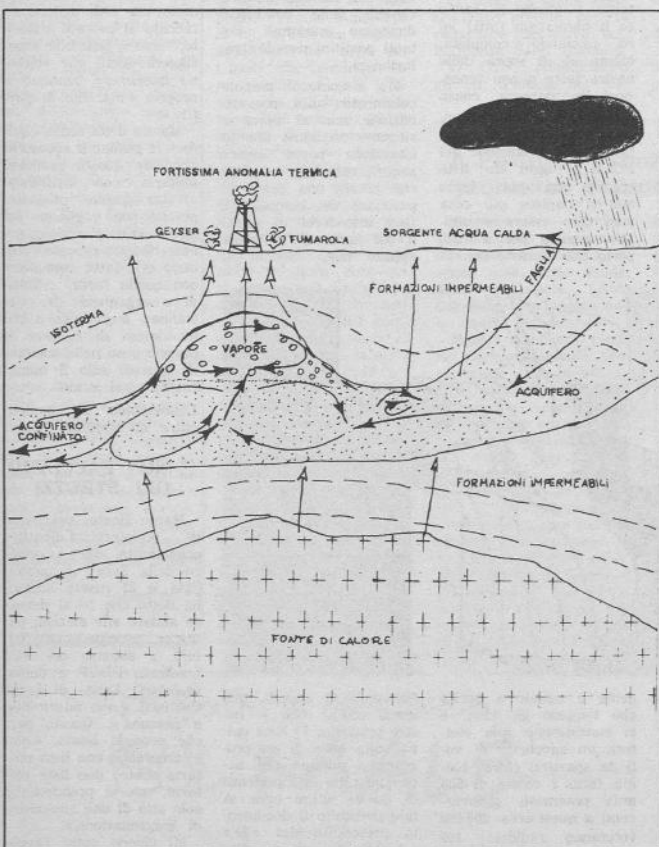 FORTISSIMA ANOMALIA TERMICA
GEYSER
FUMAROLA
SORGENTE ACQUA CALDA
FAGLIA
FORMAZIONI IMPERMEABILI
ISOTERMA
VAPORE
ACQUIFERO
ACQUIFERO
CONFINATO
FORMAZIONI IMPERMEABILI
FONTE DI CALORE